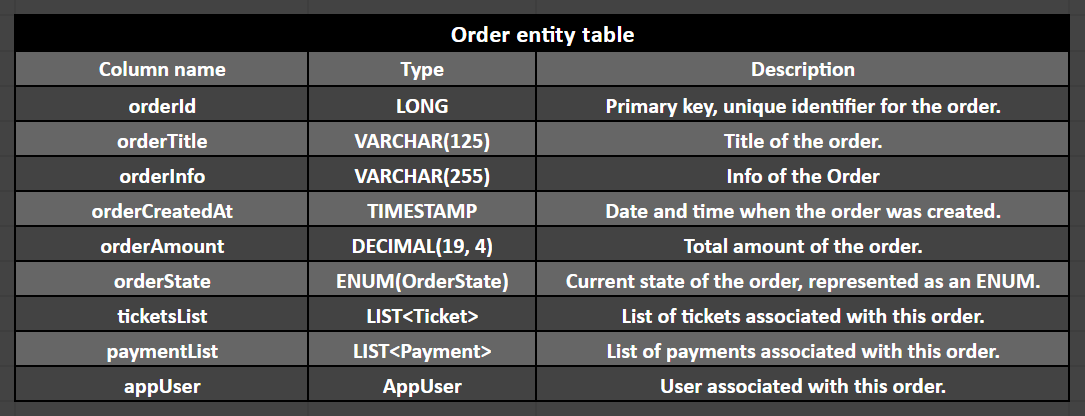 Order entity table
Column name Type Description
orderId LONG Primary key, unique identifier for the order.
orderTitle VARCHAR(125) Title of the order.
orderInfo VARCHAR(255) Info of the Order
orderCreatedAt TIMESTAMP Date and time when the order was created.
orderAmount DECIMAL(19, 4) Total amount of the order.
orderState ENUM(OrderState) Current state of the order, represented as an ENUM.
ticketsList LIST<Ticket> List of tickets associated with this order.
paymentList LIST<Payment> List of payments associated with this order.
appUser AppUser User associated with this order.